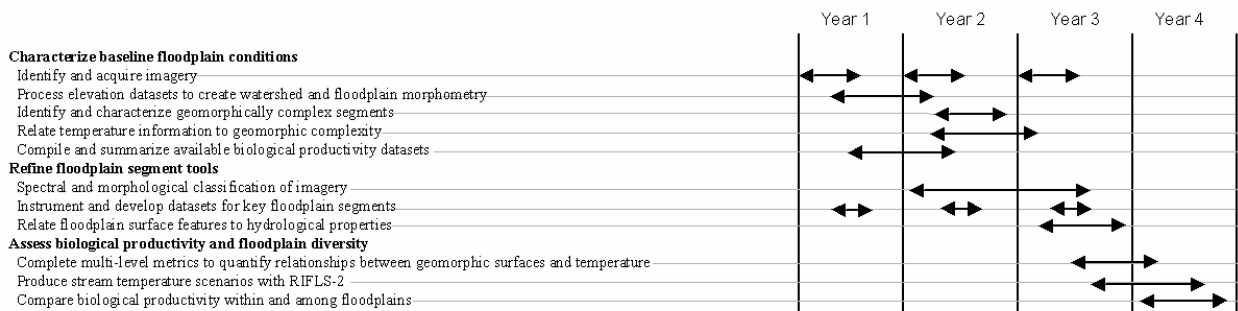 Year 1 Year 2 Year 3 Year 4
Characterize baseline floodplain conditions
Identify and acquire imagery
Process elevation datasets to create watershed and floodplain morphometry
Identify and characterize geomorphically complex segments
Relate temperature information to geomorphic complexity
Compile and summarize available biological productivity datasets
Refine floodplain segment tools
Spectral and morphological classification of imagery
Instrument and develop datasets for key floodplain segments
Relate floodplain surface features to hydrological properties
Assess biological productivity and floodplain diversity
Complete multi-level metrics to quantify relationships between geomorphic surfaces and temperature
Produce stream temperature scenarios with RIFLS-2
Compare biological productivity within and among floodplains